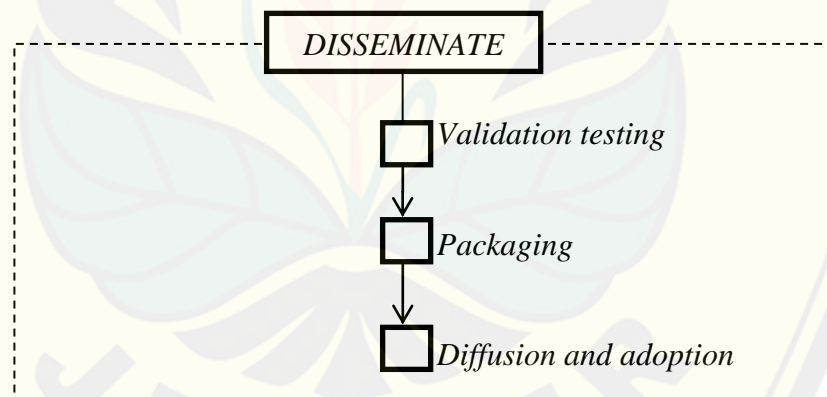 DISSEMINATE
Validation testing
Packaging
Diffusion and adoption